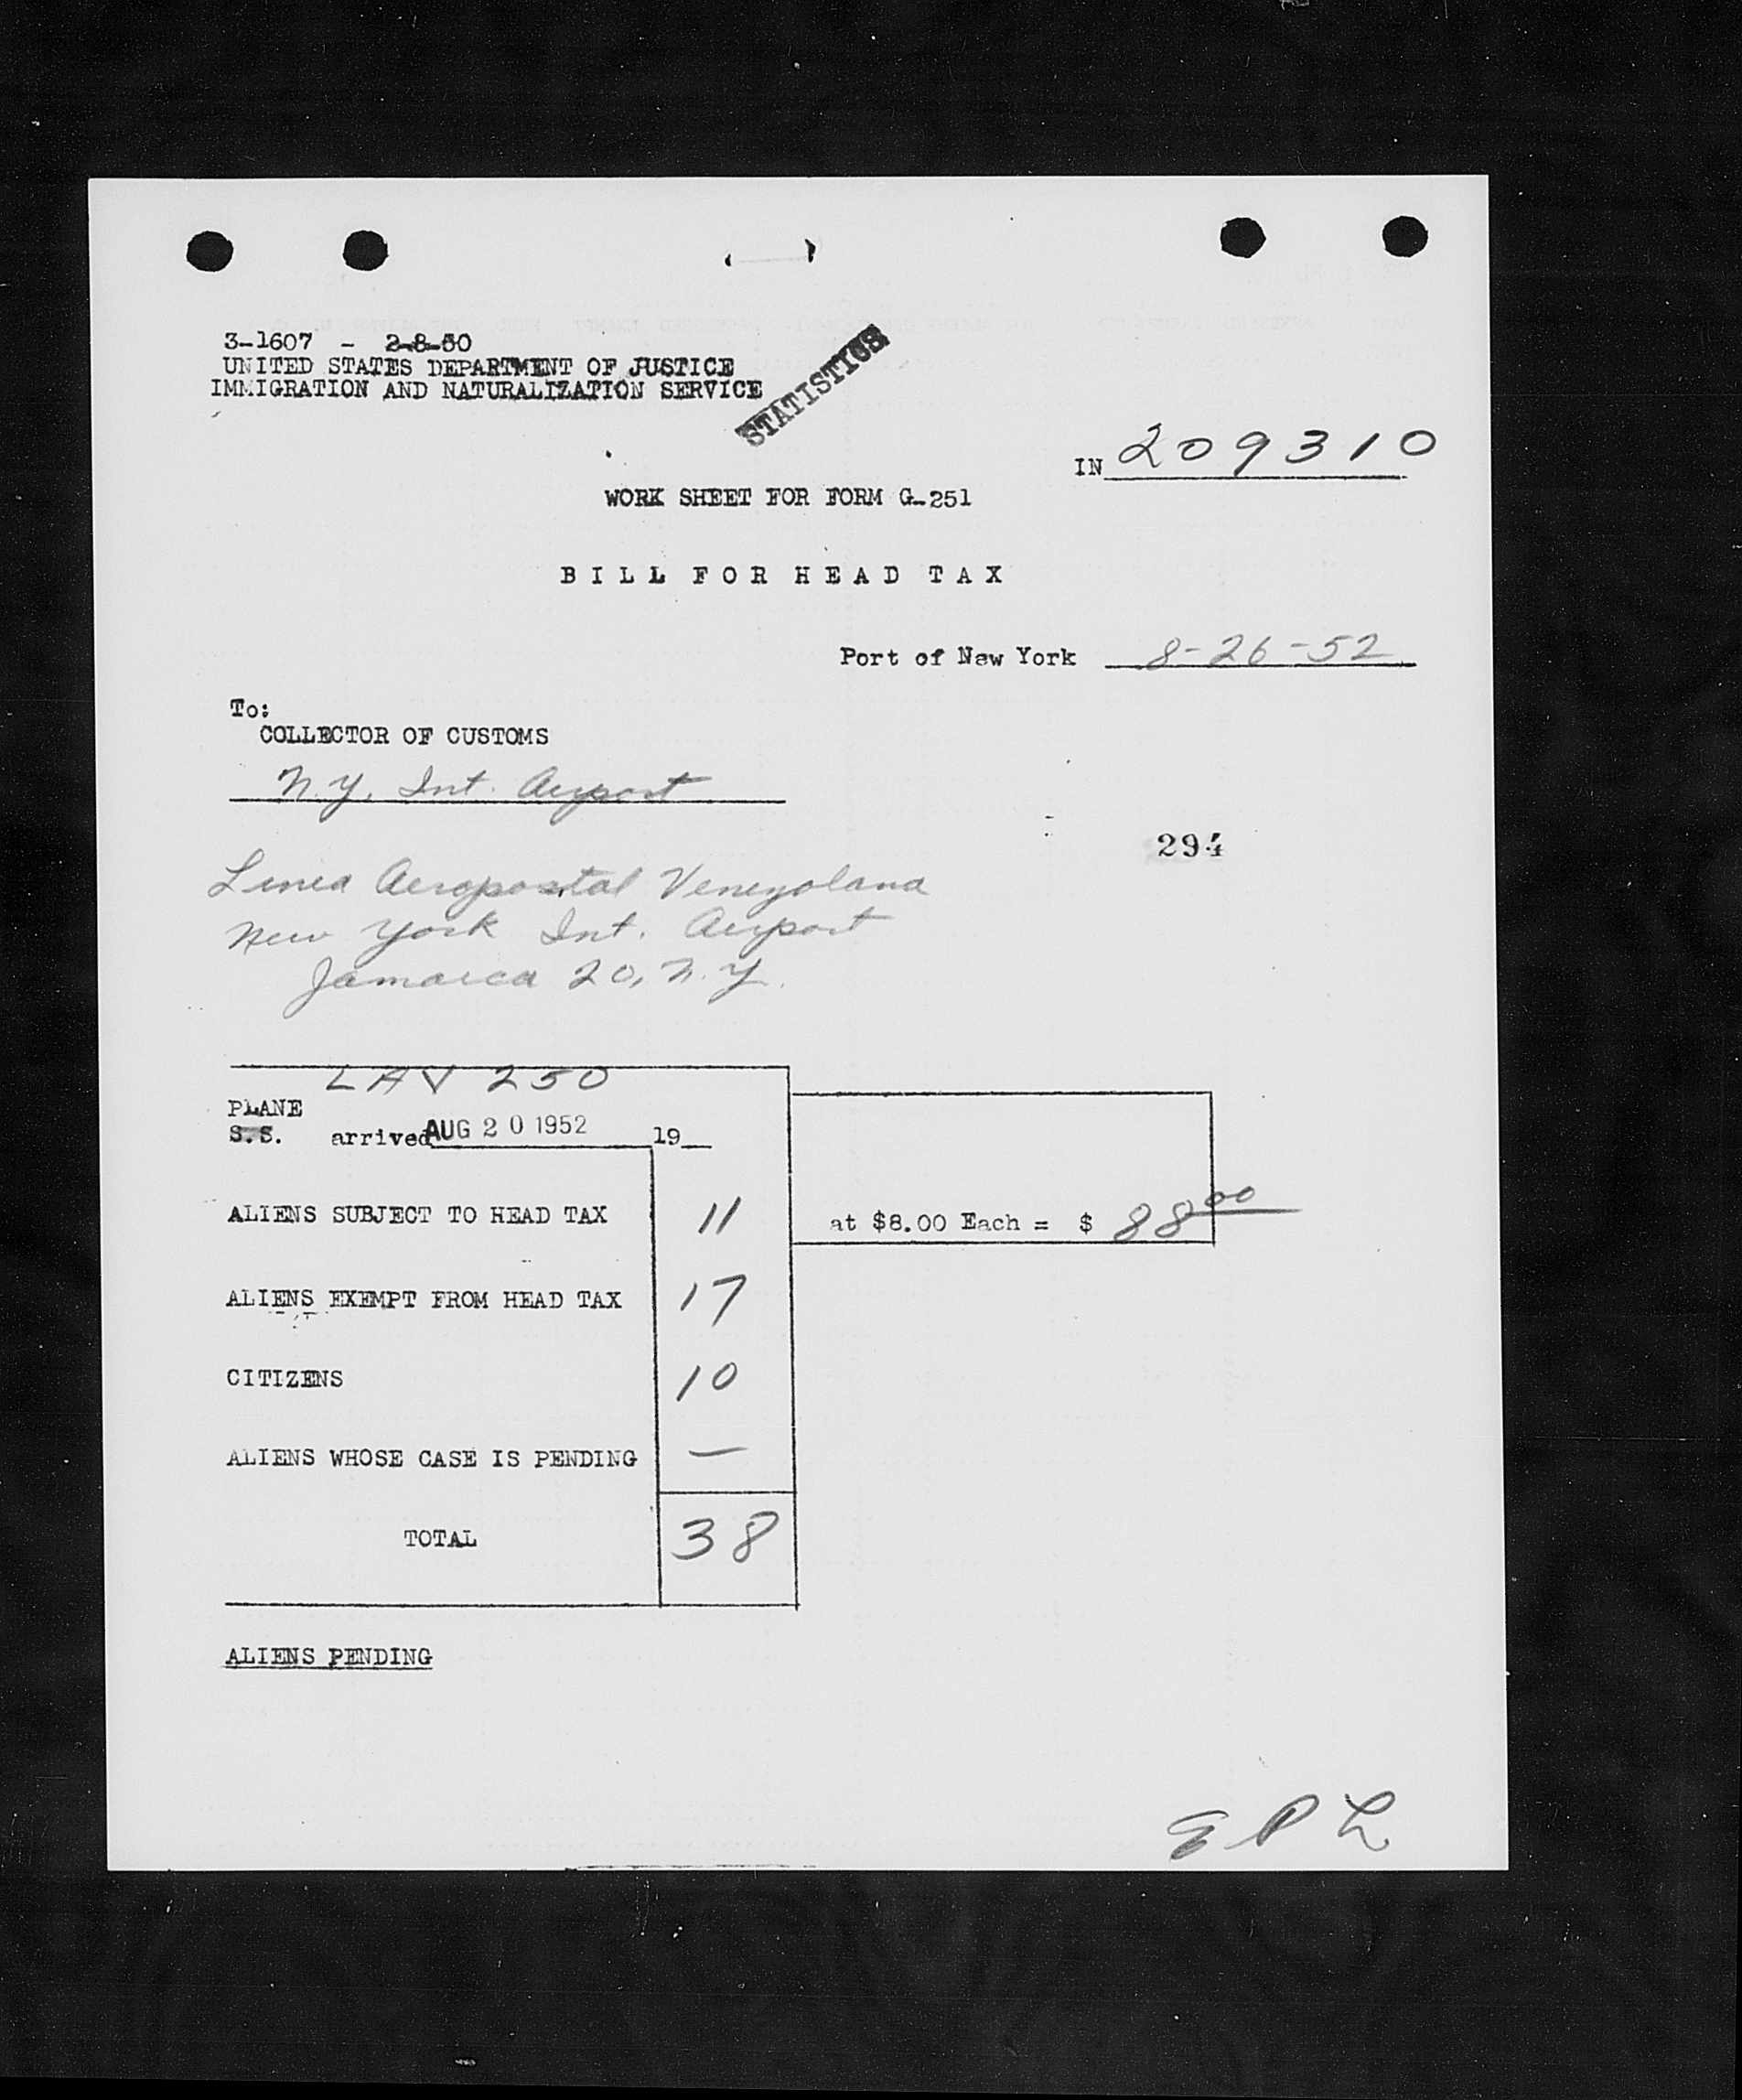 3-1607 - 2-8-50
UNITED STATES DEPARTMENT OF JUSTICE
IMMIGRATION AND NATURALIZATION SERVICE
STATISTICS
IN 209310
WORK SHEET FOR FORM G-251
BILL FOR HEAD TAX
Port of New York 8-26-52
To:
COLLECTOR OF CUSTOMS
N.Y. Int. Airport
294
Linea Aeropostal Venezolana
New York Int. Airport
Jamaica 20, N.Y.
LAV 250
PLANE
S.S. arrived AUG 20 1952 19
ALIENS SUBJECT TO HEAD TAX 11 at $8.00 Each = $ 88 00
ALIENS EXEMPT FROM HEAD TAX 17
CITIZENS 10
ALIENS WHOSE CASE IS PENDING —
TOTAL 38
ALIENS PENDING
EPL